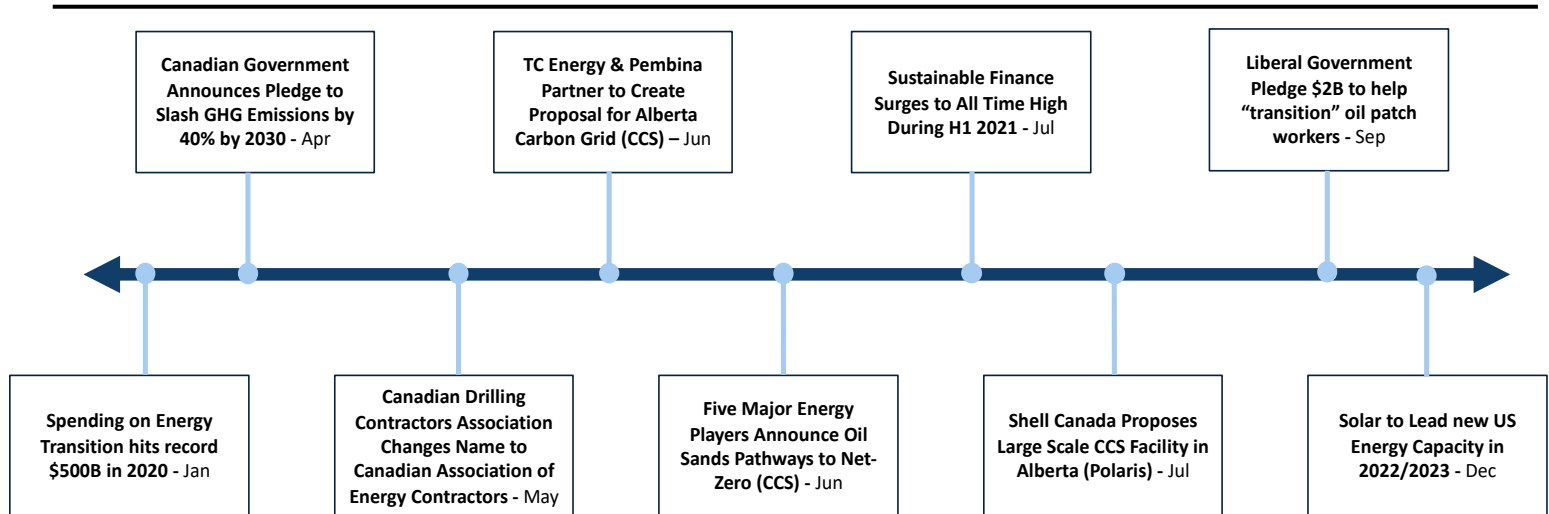 Canadian Government
Announces Pledge to
Slash GHG Emissions by
40% by 2030 - Apr
TC Energy & Pembina
Partner to Create
Proposal for Alberta
Carbon Grid (CCS) – Jun
Sustainable Finance
Surges to All Time High
During H1 2021 - Jul
Liberal Government
Pledge $2B to help
“transition” oil patch
workers - Sep
Spending on Energy
Transition hits record
$500B in 2020 - Jan
Canadian Drilling
Contractors Association
Changes Name to
Canadian Association of
Energy Contractors - May
Five Major Energy
Players Announce Oil
Sands Pathways to Net-
Zero (CCS) - Jun
Shell Canada Proposes
Large Scale CCS Facility in
Alberta (Polaris) - Jul
Solar to Lead new US
Energy Capacity in
2022/2023 - Dec